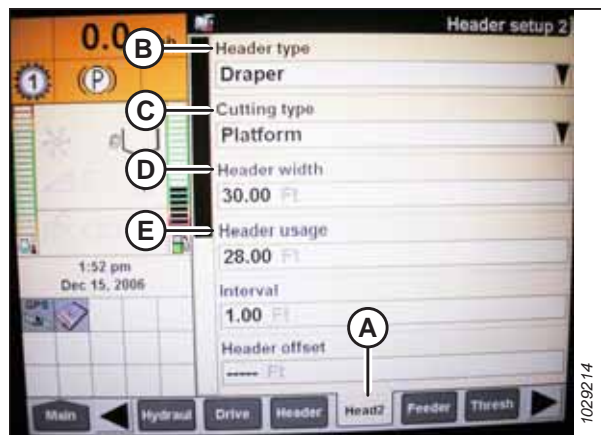 0.0
Header setup 2
B
Header type
1
(P)
Draper
C
Cutting type
Platform
D
Header width
30.00 Ft
E
Header usage
28.00 Ft
1:52 pm
Dec 15, 2006
Interval
1.00 Ft
GPS
A
Header offset
----- Ft
Main
Hydraul
Drive
Header
Head2
Feeder
Thresh
1029214